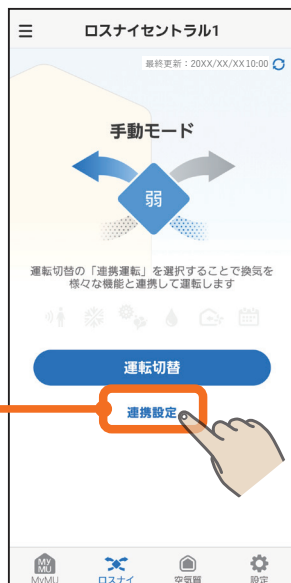 ロスナイセントラル1
最終更新：20XX/XX/XX 10:00
手動モード
弱
運転切替の「連携運転」を選択することで換気を
様々な機能と連携して運転します
運転切替
連携設定
MyMU
MyMU ロスナイ 空気質 設定